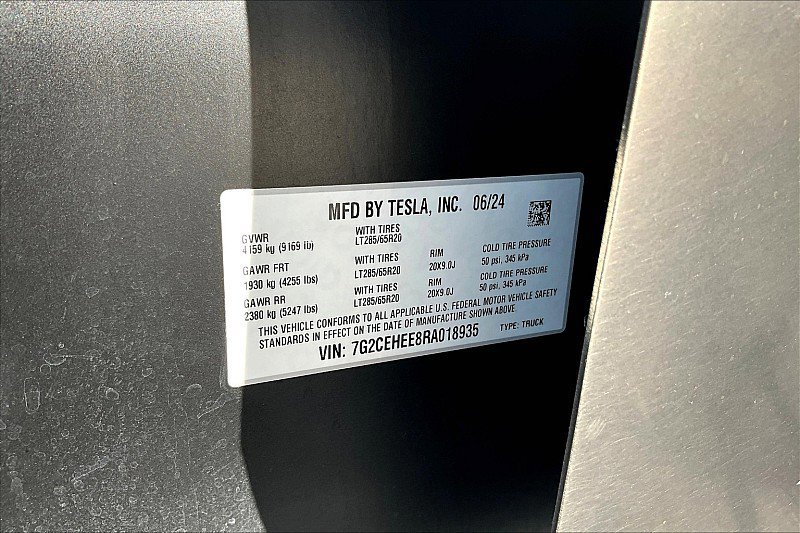 MFD BY TESLA, INC. 06/24
GVWR WITH TIRES
4159 kg (9169 lb) LT285/65R20
GAWR FRT WITH TIRES RIM COLD TIRE PRESSURE
1930 kg (4255 lbs) LT285/65R20 20X9.0J 50 psi, 345 kPa
GAWR RR WITH TIRES RIM COLD TIRE PRESSURE
2380 kg (5247 lbs) LT285/65R20 20X9.0J 50 psi, 345 kPa
THIS VEHICLE CONFORMS TO ALL APPLICABLE U.S. FEDERAL MOTOR VEHICLE SAFETY
STANDARDS IN EFFECT ON THE DATE OF MANUFACTURE SHOWN ABOVE.
VIN: 7G2CEHEE8RA018935 TYPE: TRUCK